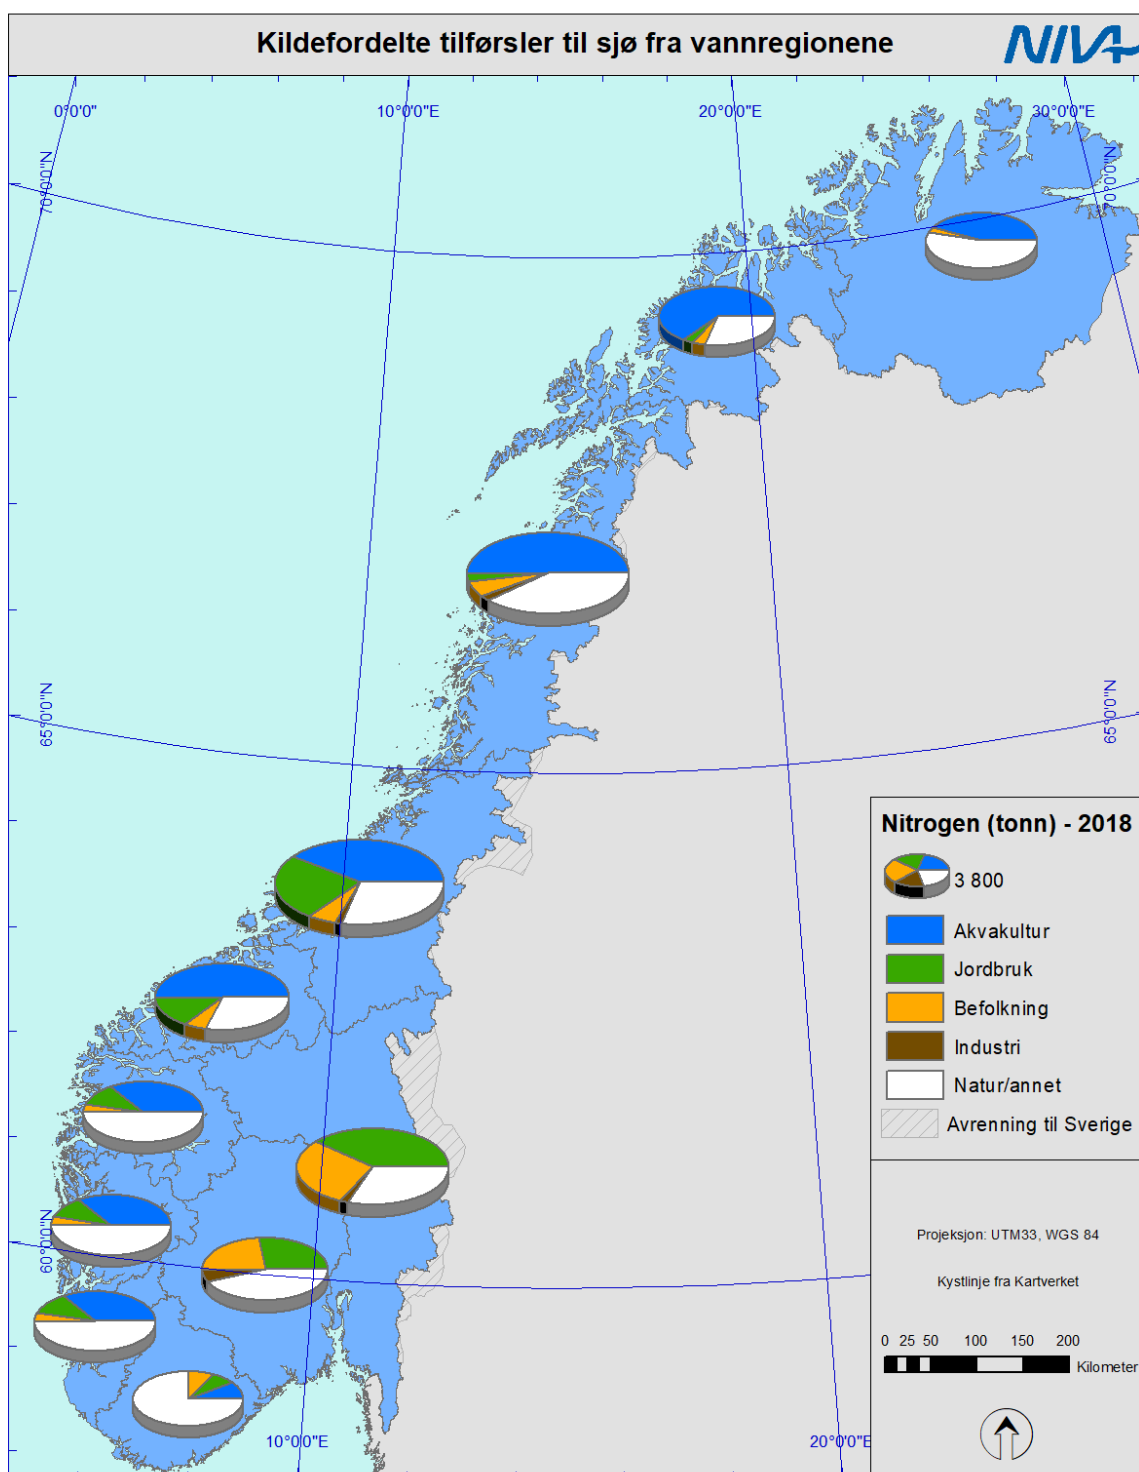 Kildefordelte tilførsler til sjø fra vannregionene
NIVA
0°0'0"
10°0'0"E
20°0'0"E
30°0'0"E
70°0'0"N
70°0'0"N
65°0'0"N
65°0'0"N
60°0'0"N
10°0'0"E
20°0'0"E
Nitrogen (tonn) - 2018
3 800
Akvakultur
Jordbruk
Befolkning
Industri
Natur/annet
Avrenning til Sverige
Projeksjon: UTM33, WGS 84
Kystlinje fra Kartverket
0 25 50 100 150 200
Kilometer